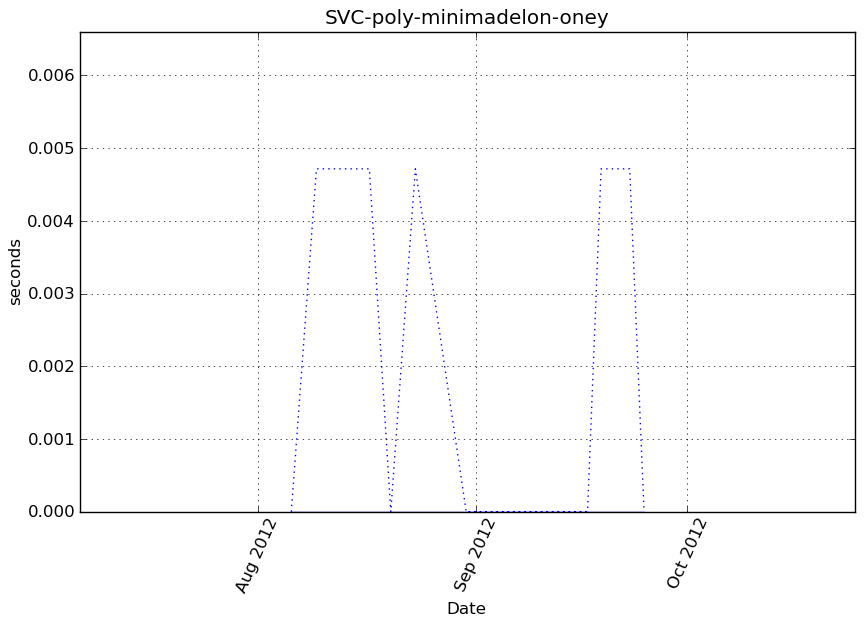 SVC-poly-minimadelon-oney
0.006
0.005
0.004
0.003
0.002
0.001
0.000
seconds
Aug 2012
Sep 2012
Oct 2012
Date